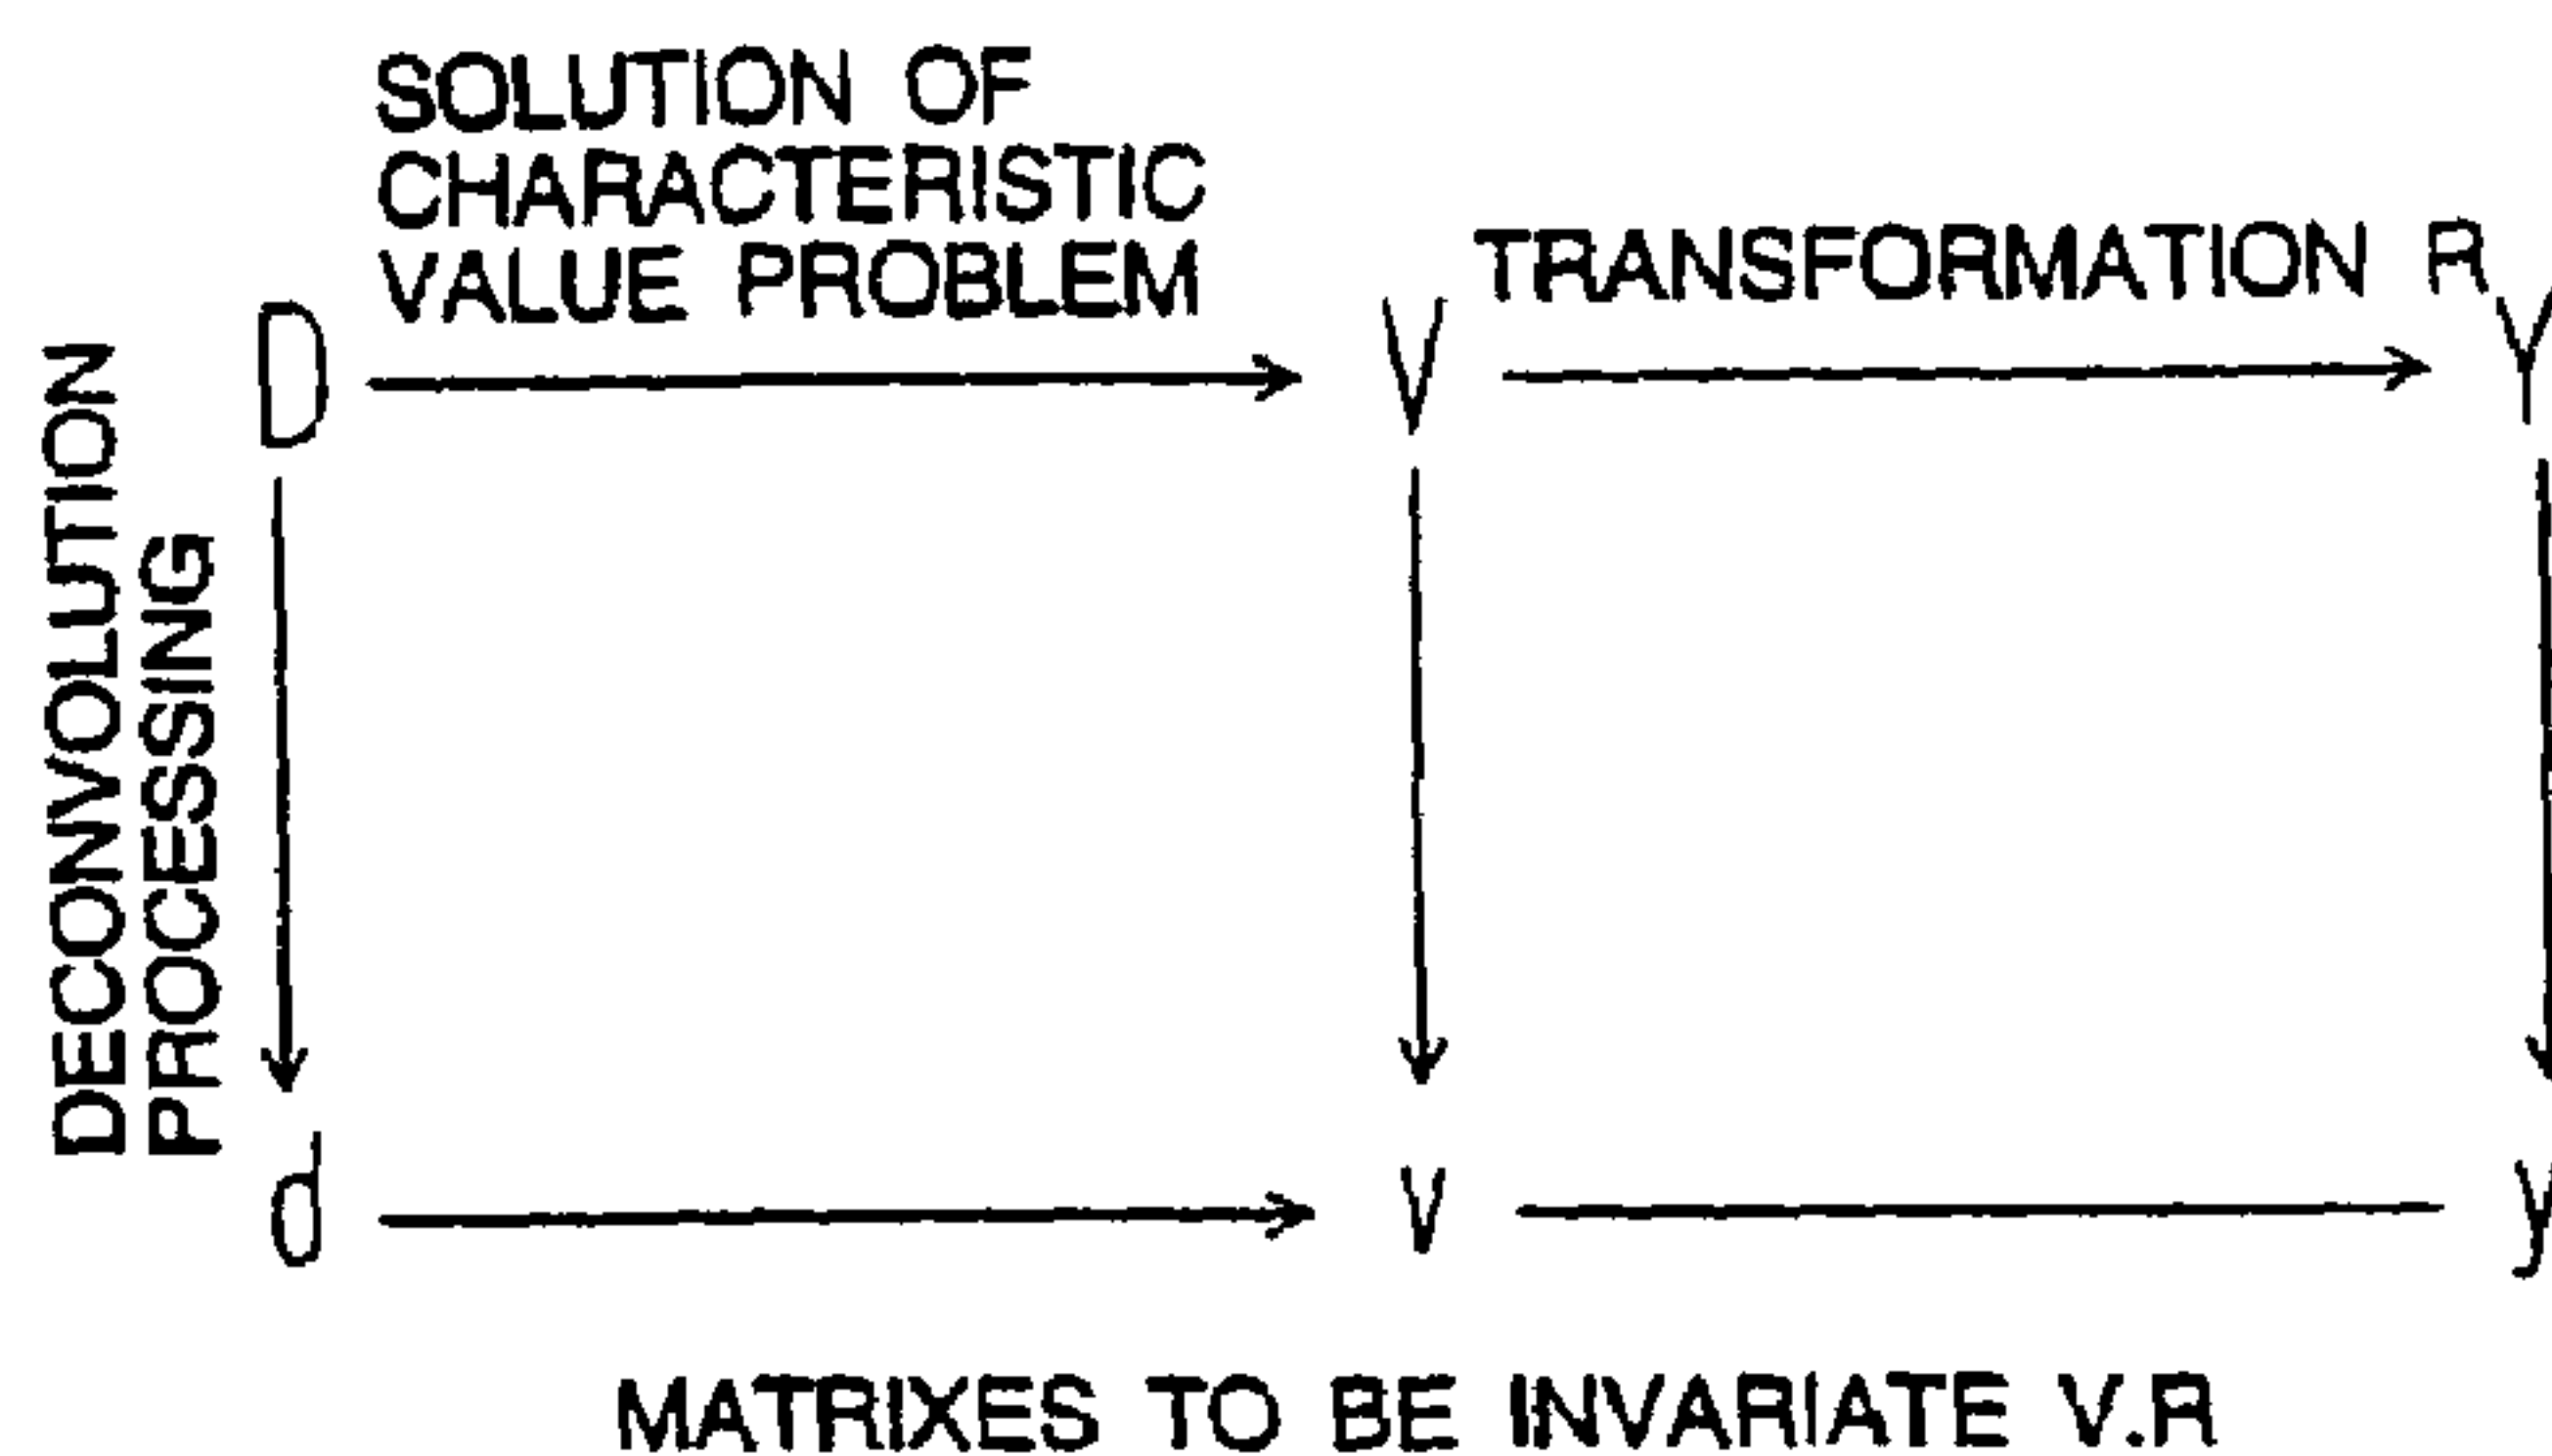 SOLUTION OF
CHARACTERISTIC
VALUE PROBLEM
TRANSFORMATION R
D
V
Y
DECONVOLUTION
PROCESSING
d
v
y
MATRIXES TO BE INVARIATE V.R